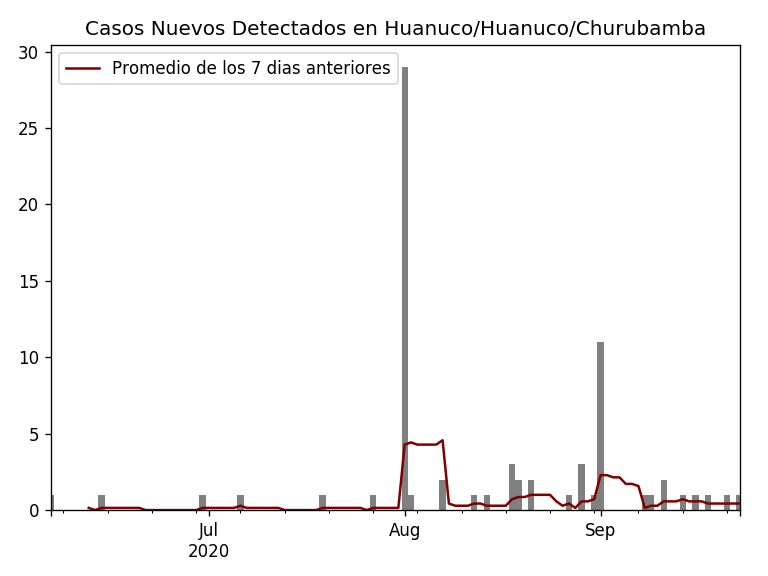 Casos Nuevos Detectados en Huanuco/Huanuco/Churubamba
Promedio de los 7 dias anteriores
30
25
20
15
10
5
0
Jul
2020
Aug
Sep